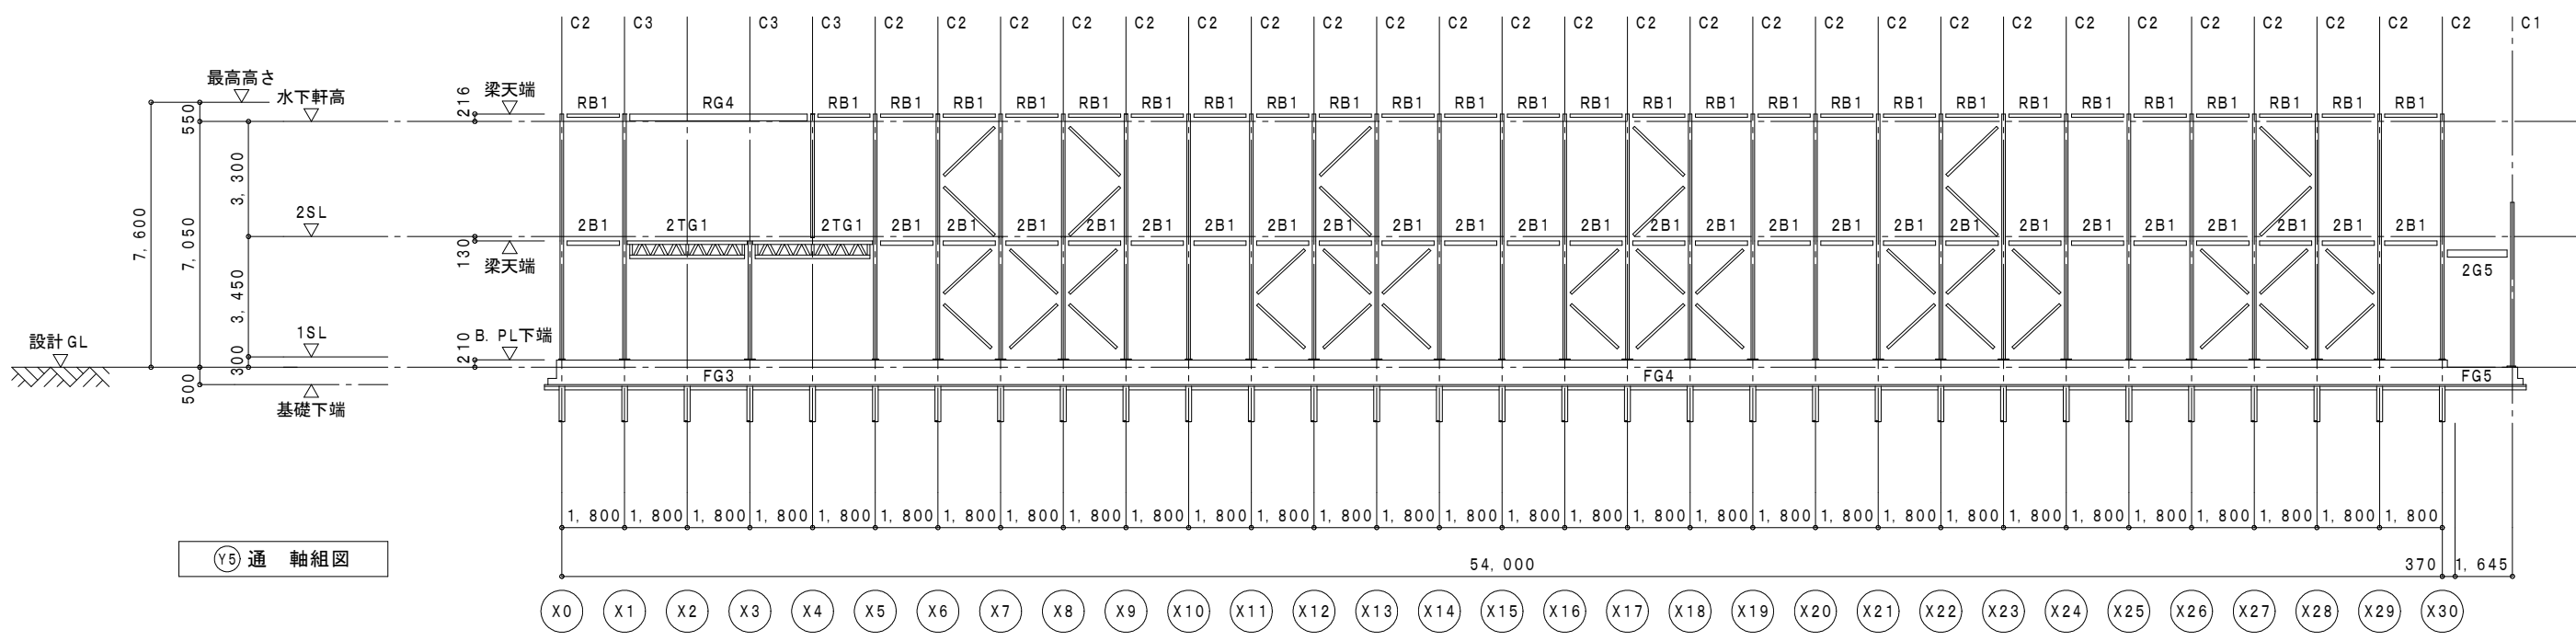 C2 C3 C3 C3 C2 C2 C2 C2 C2 C2 C2 C2 C2 C2 C2 C2 C2 C2 C2 C2 C2 C2 C2 C2 C2 C2 C2 C2 C2 C2 C1
最高高さ
水下軒高
梁天端
216
550
RB1 RG4 RB1 RB1 RB1 RB1 RB1 RB1 RB1 RB1 RB1 RB1 RB1 RB1 RB1 RB1 RB1 RB1 RB1 RB1 RB1 RB1 RB1 RB1 RB1 RB1 RB1 RB1
3,300
7,600
7,050
2SL
2B1 2TG1 2TG1 2B1 2B1 2B1 2B1 2B1 2B1 2B1 2B1 2B1 2B1 2B1 2B1 2B1 2B1 2B1 2B1 2B1 2B1 2B1 2B1 2B1 2B1 2B1 2B1 2B1
130
梁天端
2G5
3,450
1SL
B.PL下端
210
設計GL
300
FG3 FG4 FG5
500
基礎下端
1,800 1,800 1,800 1,800 1,800 1,800 1,800 1,800 1,800 1,800 1,800 1,800 1,800 1,800 1,800 1,800 1,800 1,800 1,800 1,800 1,800 1,800 1,800 1,800 1,800 1,800 1,800 1,800 1,800 1,800
54,000 370 1,645
Y5 通 軸組図
X0 X1 X2 X3 X4 X5 X6 X7 X8 X9 X10 X11 X12 X13 X14 X15 X16 X17 X18 X19 X20 X21 X22 X23 X24 X25 X26 X27 X28 X29 X30